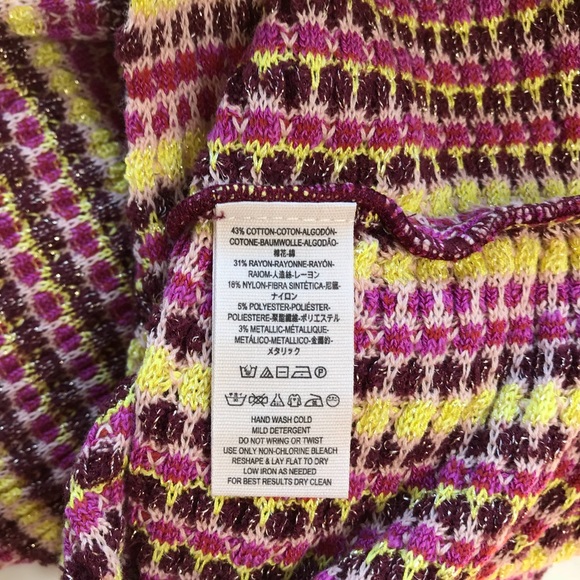 43% COTTON-COTON-ALGODÓN-
COTONE-BAUMWOLLE-ALGODÃO-
棉花-綿
31% RAYON-RAYONNE-RAYÓN-
RAIOM-人造絲-レーヨン
18% NYLON-FIBRA SINTÉTICA-尼龍-
ナイロン
5% POLYESTER-POLIÉSTER-
POLIESTERE-聚酯纖維-ポリエステル
3% METALLIC-MÉTALLIQUE-
METÁLICO-METALICO-金屬的-
メタリック
HAND WASH COLD
MILD DETERGENT
DO NOT WRING OR TWIST
USE ONLY NON-CHLORINE BLEACH
RESHAPE & LAY FLAT TO DRY
LOW IRON AS NEEDED
FOR BEST RESULTS DRY CLEAN